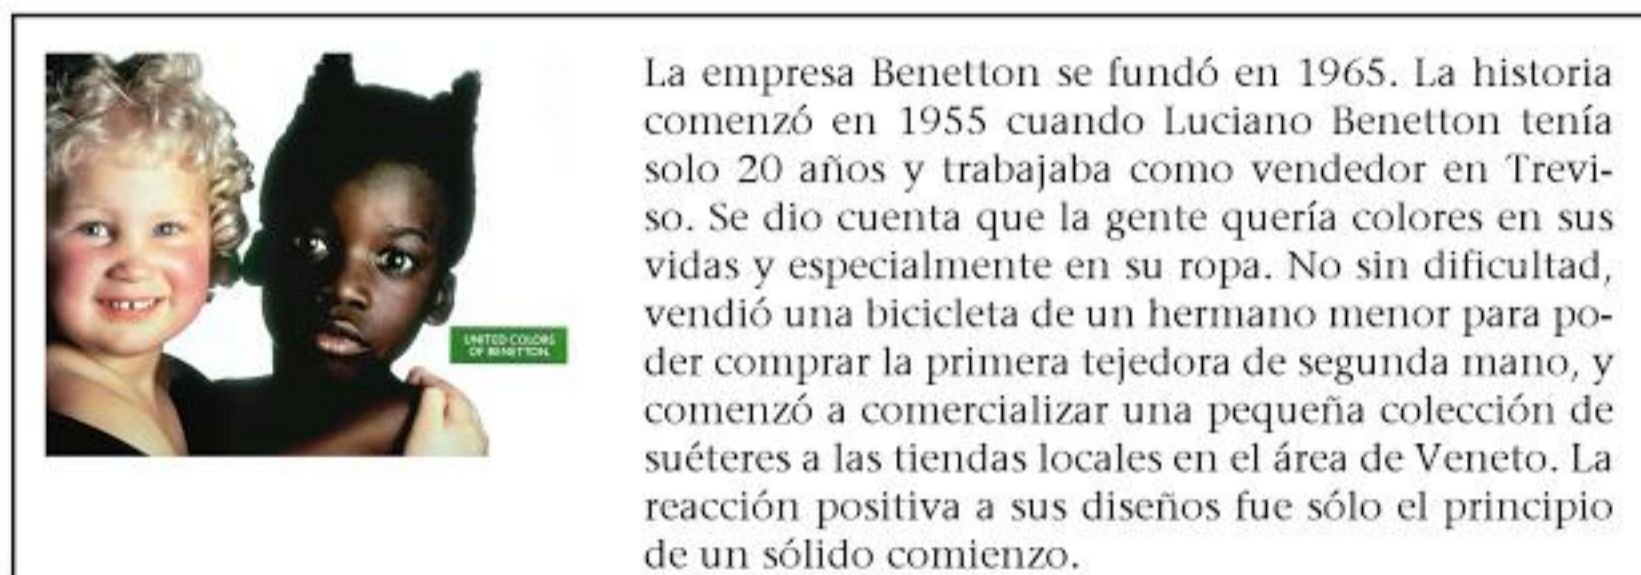 La empresa Benetton se fundó en 1965. La historia
comenzó en 1955 cuando Luciano Benetton tenía
solo 20 años y trabajaba como vendedor en Trevi-
so. Se dio cuenta que la gente quería colores en sus
vidas y especialmente en su ropa. No sin dificultad,
vendió una bicicleta de un hermano menor para po-
der comprar la primera tejedora de segunda mano, y
comenzó a comercializar una pequeña colección de
suéteres a las tiendas locales en el área de Veneto. La
reacción positiva a sus diseños fue sólo el principio
de un sólido comienzo.
UNITED COLORS
OF BENETTON.